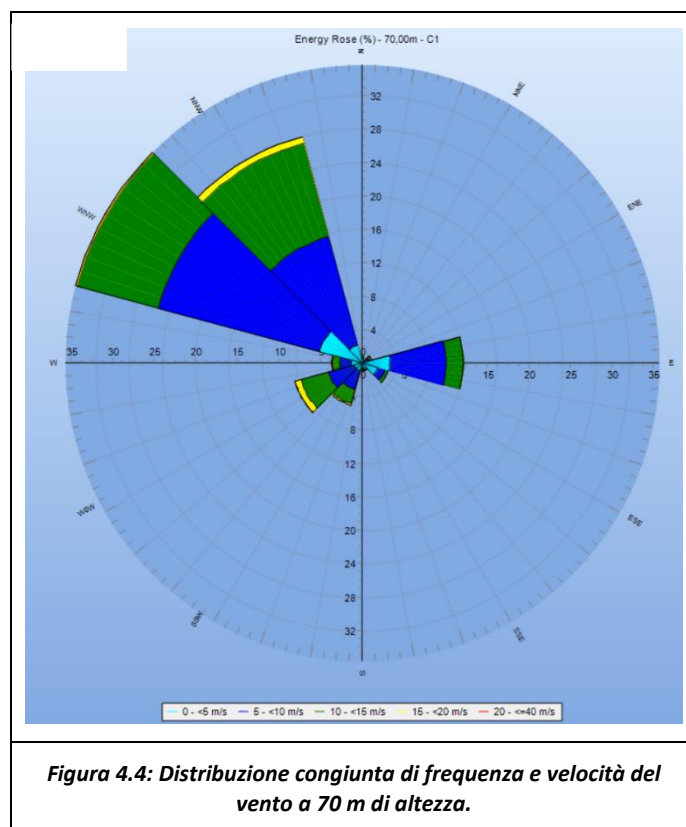 Energy Rose (%) - 70,00m - C1
N
NNW
NNE
WNW
ENE
32
28
24
20
16
12
8
4
W
35
30
25
20
15
10
5
5
15
20
25
30
35
E
8
12
16
20
24
28
32
WSW
ESE
SSW
SSE
S
0 - <5 m/s
5 - <10 m/s
10 - <15 m/s
15 - <20 m/s
20 - <=40 m/s
Figura 4.4: Distribuzione congiunta di frequenza e velocità del
vento a 70 m di altezza.